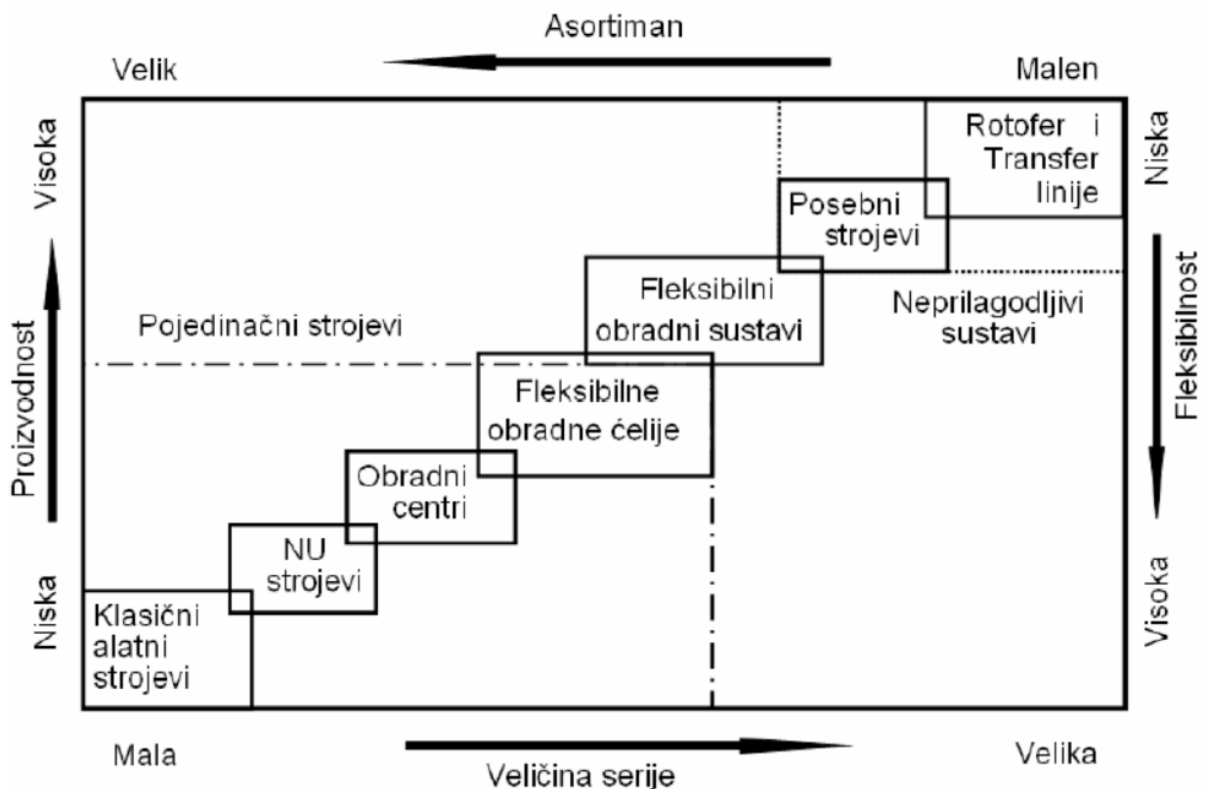 Asortiman
Velik
Malen
Visoka
Niska
Rotofer i
Transfer
linije
Posebni
strojevi
Fleksibilni
obradni sustavi
Neprilagodljivi
sustavi
Pojedinačni strojevi
Proizvodnost
Fleksibilnost
Fleksibilne
obradne ćelije
Obradni
centri
NU
strojevi
Klasični
alatni
strojevi
Niska
Visoka
Mala
Veličina serije
Velika